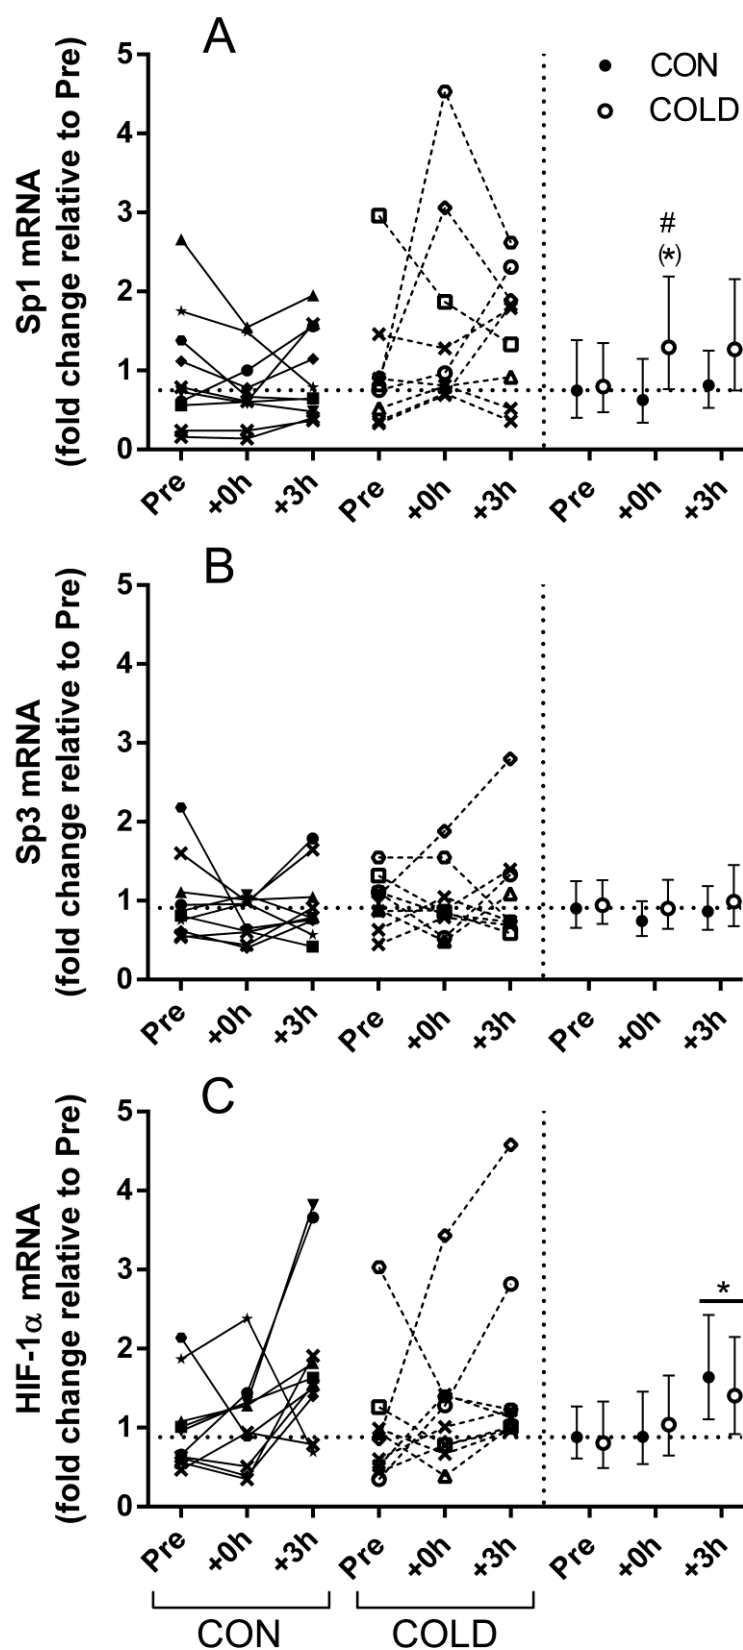 A
Sp1 mRNA
(fold change relative to Pre)
5
4
3
2
1
0
CON
COLD
#
(*)
Pre
+0h
+3h
Pre
+0h
+3h
Pre
+0h
+3h
B
Sp3 mRNA
(fold change relative to Pre)
5
4
3
2
1
0
Pre
+0h
+3h
Pre
+0h
+3h
Pre
+0h
+3h
C
HIF-1α mRNA
(fold change relative to Pre)
5
4
3
2
1
0
*
Pre
+0h
+3h
Pre
+0h
+3h
Pre
+0h
+3h
CON
COLD